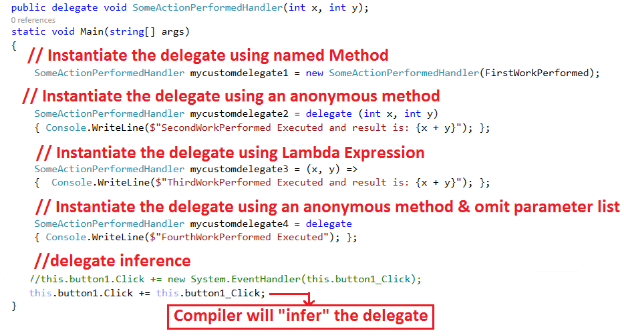 public delegate void SomeActionPerformedHandler(int x, int y);
0 references
static void Main(string[] args)
{
// Instantiate the delegate using named Method
SomeActionPerformedHandler mycustomdelegate1 = new SomeActionPerformedHandler(FirstWorkPerformed);
// Instantiate the delegate using an anonymous method
SomeActionPerformedHandler mycustomdelegate2 = delegate (int x, int y)
{ Console.WriteLine($"SecondWorkPerformed Executed and result is: {x + y}"); };
// Instantiate the delegate using Lambda Expression
SomeActionPerformedHandler mycustomdelegate3 = (x, y) =>
{ Console.WriteLine($"ThirdWorkPerformed Executed and result is: {x + y}"); };
// Instantiate the delegate using an anonymous method & omit parameter list
SomeActionPerformedHandler mycustomdelegate4 = delegate
{ Console.WriteLine($"FourthWorkPerformed Executed"); };
//delegate inference
//this.button1.Click += new System.EventHandler(this.button1_Click);
this.button1.Click += this.button1_Click;
Compiler will "infer" the delegate
}